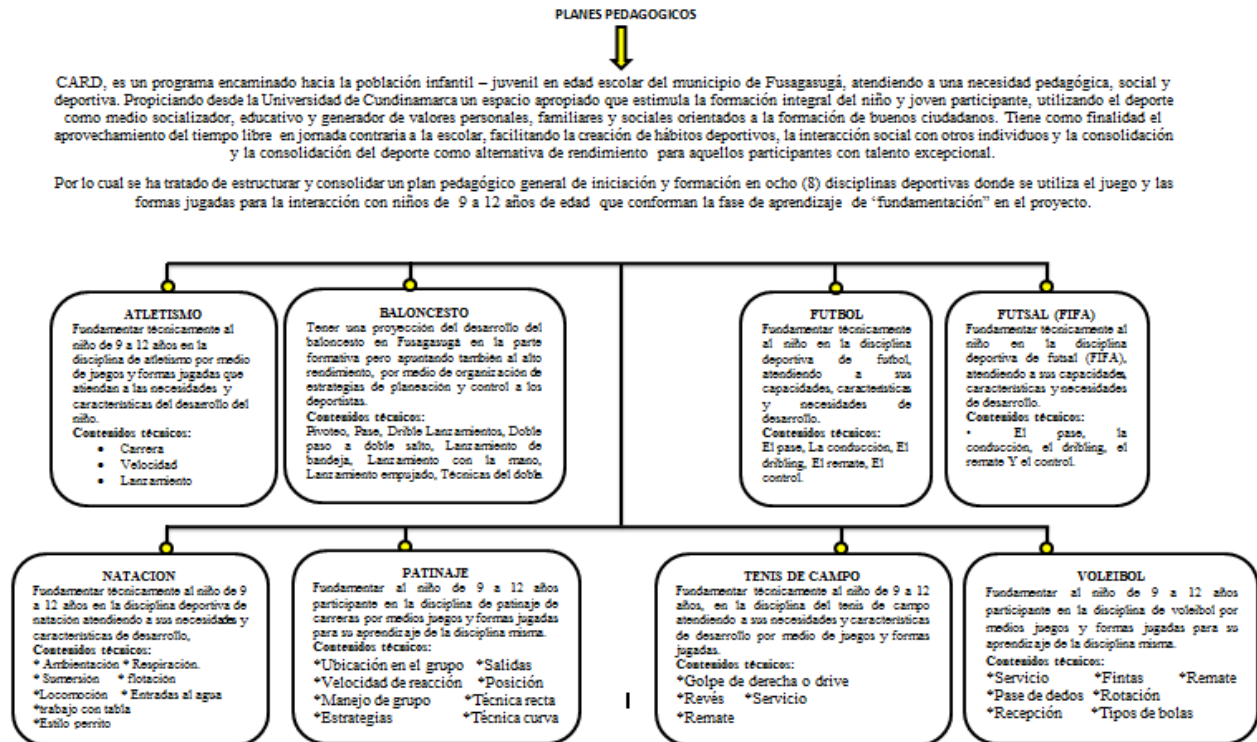 PLANES PEDAGOGICOS
CARD, es un programa encaminado hacia la población infantil – juvenil en edad escolar del municipio de Fusagasugá, atendiendo a una necesidad pedagógica, social y
deportiva. Propiciando desde la Universidad de Cundinamarca un espacio apropiado que estimula la formación integral del niño y joven participante, utilizando el deporte
como medio socializador, educativo y generador de valores personales, familiares y sociales orientados a la formación de buenos ciudadanos. Tiene como finalidad el
aprovechamiento del tiempo libre en jornada contraria a la escolar, facilitando la creación de hábitos deportivos, la interacción social con otros individuos y la consolidación
y la consolidación del deporte como alternativa de rendimiento para aquellos participantes con talento excepcional.
Por lo cual se ha tratado de estructurar y consolidar un plan pedagógico general de iniciación y formación en ocho (8) disciplinas deportivas donde se utiliza el juego y las
formas jugadas para la interacción con niños de 9 a 12 años de edad que conforman la fase de aprendizaje de “fundamentación” en el proyecto.
ATLETISMO
Fundamentar técnicamente al
niño de 9 a 12 años en la
disciplina de atletismo por medio
de juegos y formas jugadas que
atiendan a las necesidades y
características del desarrollo del
niño.
Contenidos técnicos:
• Carrera
• Velocidad
• Lanzamiento
BALONCESTO
Tener una proyección del desarrollo del
baloncesto en Fusagasugá en la parte
formativa pero apuntando también al alto
rendimiento, por medio de organización de
estrategias de planeación y control a los
deportistas.
Contenidos técnicos:
Pivoteo, Pase, Drible Lanzamientos, Doble
paso a doble salto, Lanzamiento de
bandeja, Lanzamiento con la mano,
Lanzamiento empujado, Técnicas del doble.
FUTBOL
Fundamentar técnicamente
al niño en la disciplina
deportiva de futbol,
atendiendo a sus
capacidades, características
y necesidades de
desarrollo.
Contenidos técnicos:
El pase, La conducción, El
dribling, El remate, El
control.
FUTSAL (FIFA)
Fundamentar técnicamente al
niño en la disciplina
deportiva de futsal (FIFA),
atendiendo a sus capacidades,
características y necesidades
de desarrollo.
Contenidos técnicos:
• El pase, la
conducción, el dribling, el
remate Y el control.
NATACION
Fundamentar técnicamente al niño de 9
a 12 años en la disciplina deportiva de
natación atendiendo a sus necesidades y
características de desarrollo,
Contenidos técnicos:
* Ambientación * Respiración.
* Sumersión * flotación
*Locomoción * Entradas al agua
*trabajo con tabla
*Estilo perrito
PATINAJE
Fundamentar al niño de 9 a 12 años
participante en la disciplina de patinaje de
carreras por medios juegos y formas jugadas
para su aprendizaje de la disciplina misma.
Contenidos técnicos:
*Ubicación en el grupo *Salidas
*Velocidad de reacción *Posición
*Manejo de grupo *Técnica recta
*Estrategias *Técnica curva
TENIS DE CAMPO
Fundamentar técnicamente al niño de 9 a 12
años, en la disciplina del tenis de campo
atendiendo a sus necesidades y características
de desarrollo por medio de juegos y formas
jugadas.
Contenidos técnicos:
*Golpe de derecha o drive
*Revés *Servicio
*Remate
VOLEIBOL
Fundamentar al niño de 9 a 12 años
participante en la disciplina de voleibol por
medios juegos y formas jugadas para su
aprendizaje de la disciplina misma.
Contenidos técnicos:
*Servicio *Fintas *Remate
*Pase de dedos *Rotación
*Recepción *Tipos de bolas